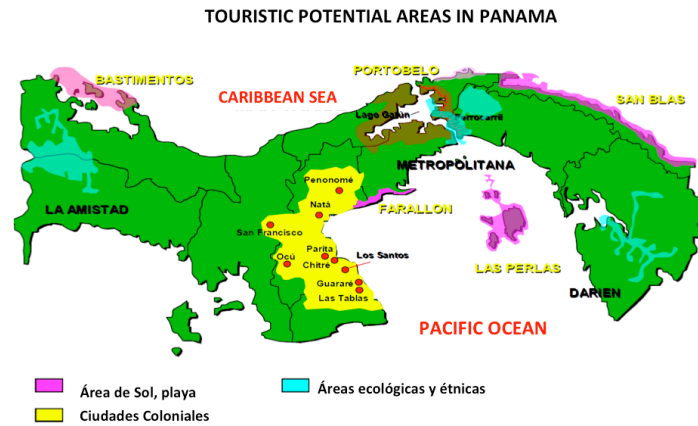 TOURISTIC POTENTIAL AREAS IN PANAMA
BASTIMENTOS
PORTOBELO
CARIBBEAN SEA
SAN BLAS
Lago Gatún
METROPOLITANA
Penonomé
LA AMISTAD
Natá
FARALLON
San Francisco
Parita
Los Santos
Ocú
Chitré
LAS PERLAS
Guararé
DARIEN
Las Tablas
PACIFIC OCEAN
Área de Sol, playa
Áreas ecológicas y étnicas
Ciudades Coloniales